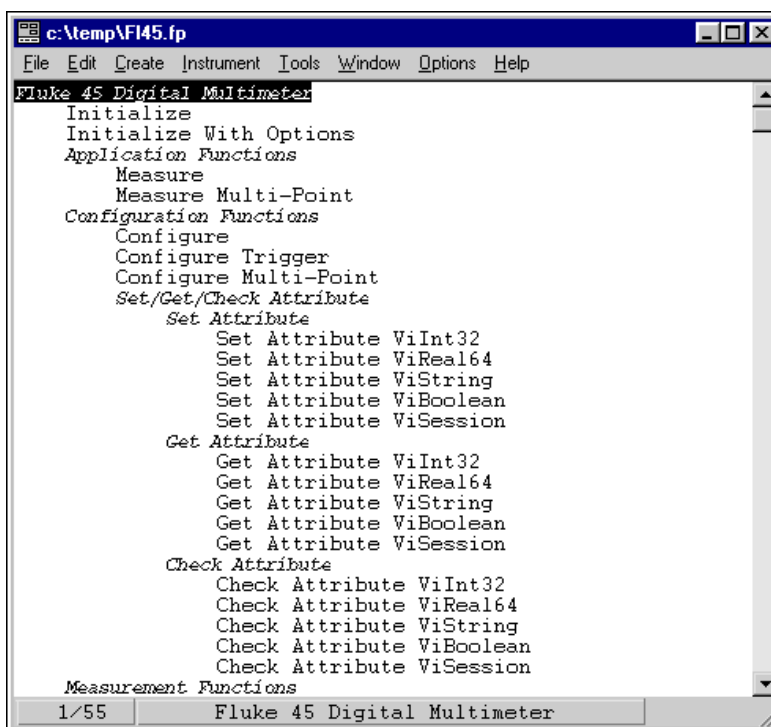 c:\temp\Fl45.fp
File Edit Create Instrument Tools Window Options Help
Fluke 45 Digital Multimeter
Initialize
Initialize With Options
Application Functions
Measure
Measure Multi-Point
Configuration Functions
Configure
Configure Trigger
Configure Multi-Point
Set/Get/Check Attribute
Set Attribute
Set Attribute ViInt32
Set Attribute ViReal64
Set Attribute ViString
Set Attribute ViBoolean
Set Attribute ViSession
Get Attribute
Get Attribute ViInt32
Get Attribute ViReal64
Get Attribute ViString
Get Attribute ViBoolean
Get Attribute ViSession
Check Attribute
Check Attribute ViInt32
Check Attribute ViReal64
Check Attribute ViString
Check Attribute ViBoolean
Check Attribute ViSession
Measurement Functions
1/55 Fluke 45 Digital Multimeter